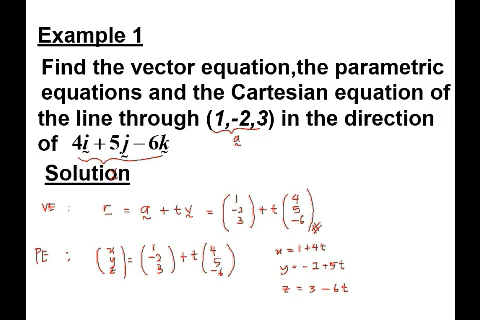 Example 1
Find the vector equation,the parametric
equations and the Cartesian equation of
the line through (1,-2,3) in the direction
of 4i+5j−6k
a
Solution
VE : r = a + tv = (1 -2 3) + t (4 5 -6)
PE : (x y z) = (1 -2 3) + t (4 5 -6)
x = 1+4t
y = -2+5t
z = 3-6t